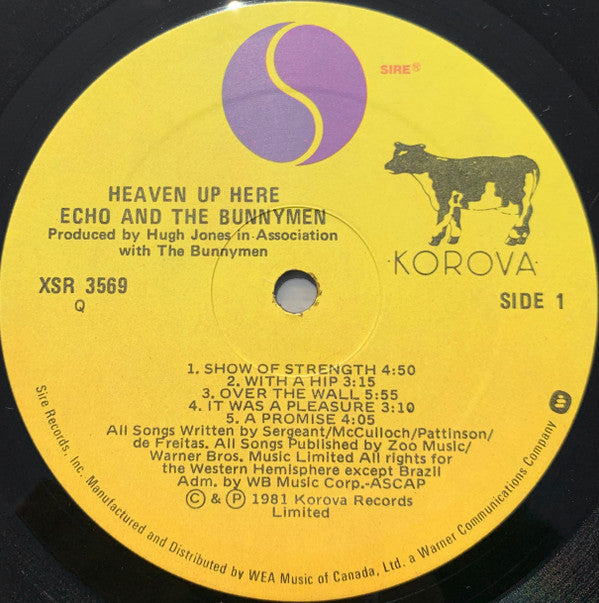 SIRE®
HEAVEN UP HERE
ECHO AND THE BUNNYMEN
Produced by Hugh Jones in Association
with The Bunnymen
·KOROVA·
XSR 3569
Q
SIDE 1
1. SHOW OF STRENGTH 4:50
2. WITH A HIP 3:15
3. OVER THE WALL 5:55
4. IT WAS A PLEASURE 3:10
5. A PROMISE 4:05
All Songs Written by Sergeant/McCulloch/Pattinson/
de Freitas. All Songs Published by Zoo Music/
Warner Bros. Music Limited All rights for
the Western Hemisphere except Brazil
Adm. by WB Music Corp.-ASCAP
© & Ⓟ 1981 Korova Records
Limited
Sire Records, Inc. Manufactured and Distributed by WEA Music of Canada, Ltd. a Warner Communications Company